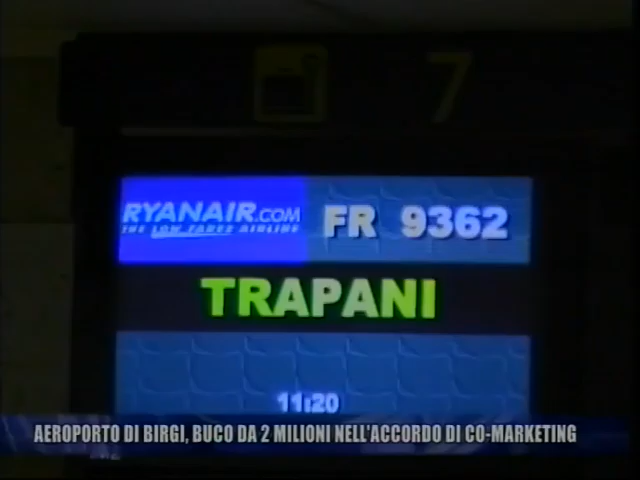 7
RYANAIR.COM
THE LOW FARES AIRLINE
FR 9362
TRAPANI
11:20
AEROPORTO DI BIRGI, BUCO DA 2 MILIONI NELL'ACCORDO DI CO-MARKETING